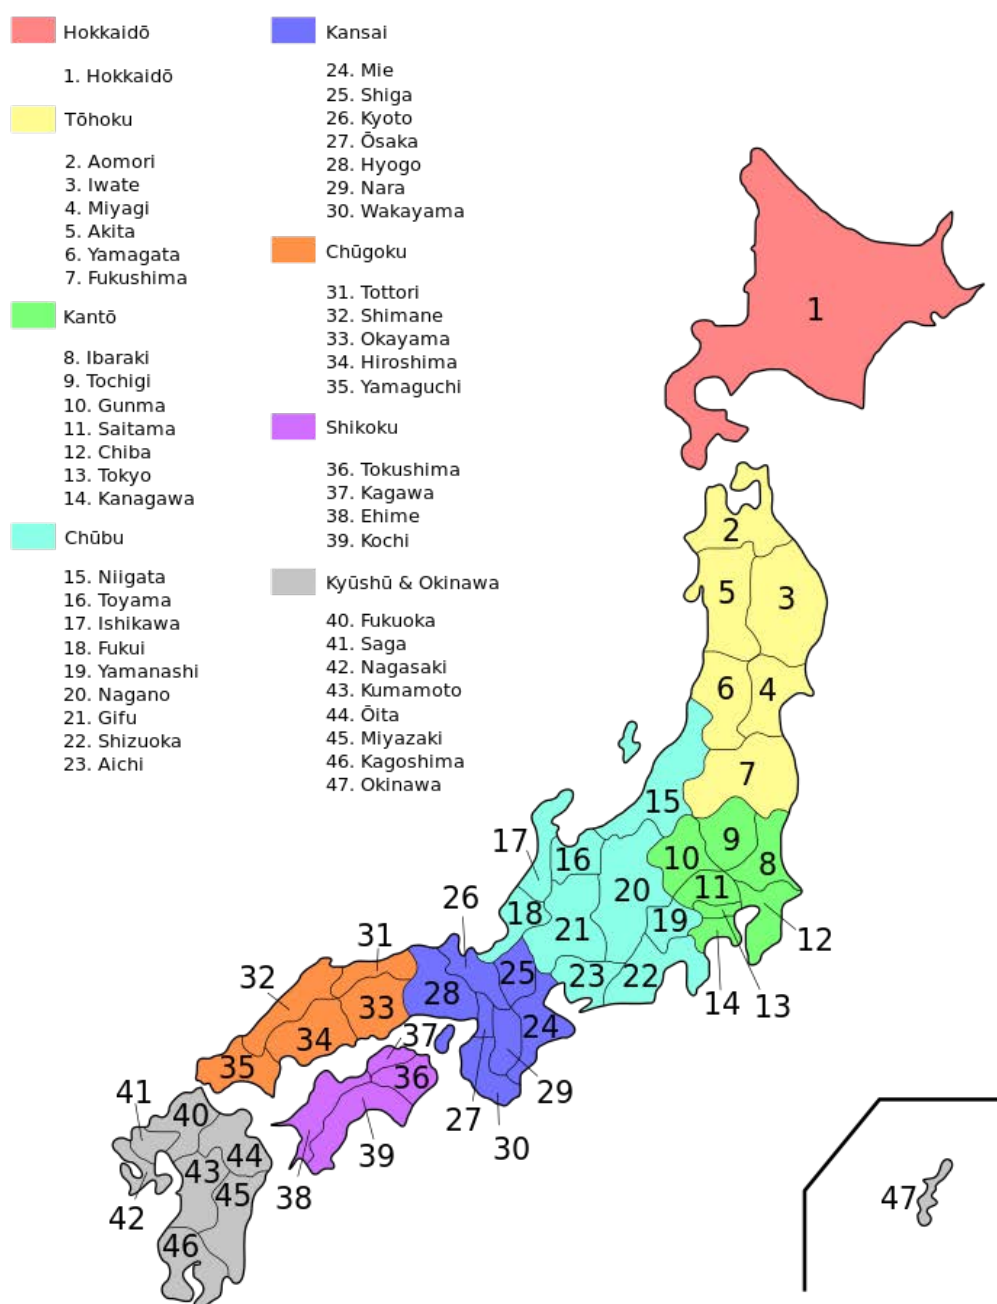 Hokkaidō
1. Hokkaidō
Tōhoku
2. Aomori
3. Iwate
4. Miyagi
5. Akita
6. Yamagata
7. Fukushima
Kantō
8. Ibaraki
9. Tochigi
10. Gunma
11. Saitama
12. Chiba
13. Tokyo
14. Kanagawa
Chūbu
15. Niigata
16. Toyama
17. Ishikawa
18. Fukui
19. Yamanashi
20. Nagano
21. Gifu
22. Shizuoka
23. Aichi
Kansai
24. Mie
25. Shiga
26. Kyoto
27. Ōsaka
28. Hyogo
29. Nara
30. Wakayama
Chūgoku
31. Tottori
32. Shimane
33. Okayama
34. Hiroshima
35. Yamaguchi
Shikoku
36. Tokushima
37. Kagawa
38. Ehime
39. Kochi
Kyūshū & Okinawa
40. Fukuoka
41. Saga
42. Nagasaki
43. Kumamoto
44. Ōita
45. Miyazaki
46. Kagoshima
47. Okinawa
1
2
5
3
6
4
7
15
9
17
16
10
8
20
11
26
18
19
21
31
12
32
25
23
22
28
33
14
13
24
34
37
35
36
29
41
40
27
30
44
39
43
45
38
47
42
46